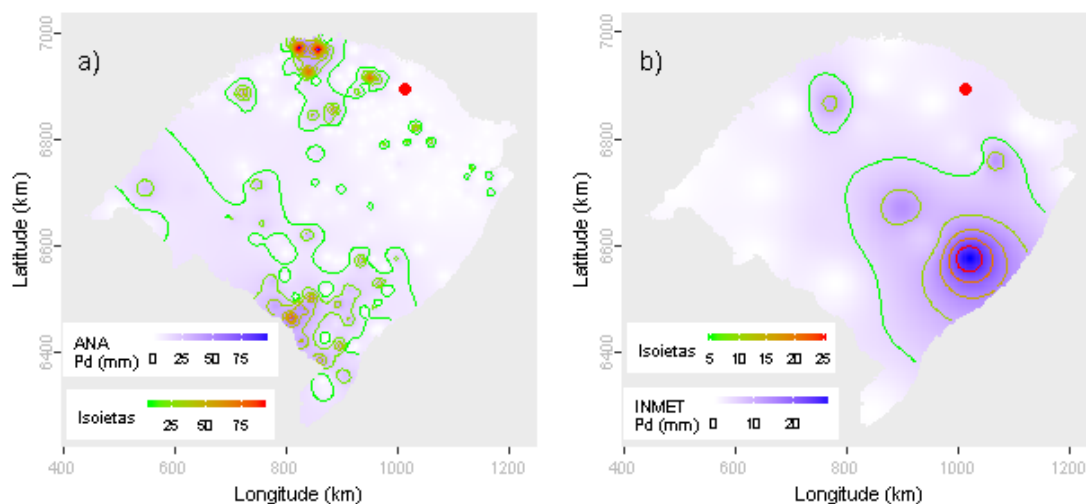 a)
7000
6800
6600
6400
Latitude (km)
ANA
Pd (mm) 0 25 50 75
Isoietas
25 50 75
400 600 800 1000 1200
Longitude (km)
b)
7000
6800
6600
6400
Latitude (km)
Isoietas
5 10 15 20 25
INMET
Pd (mm) 0 10 20
400 600 800 1000 1200
Longitude (km)